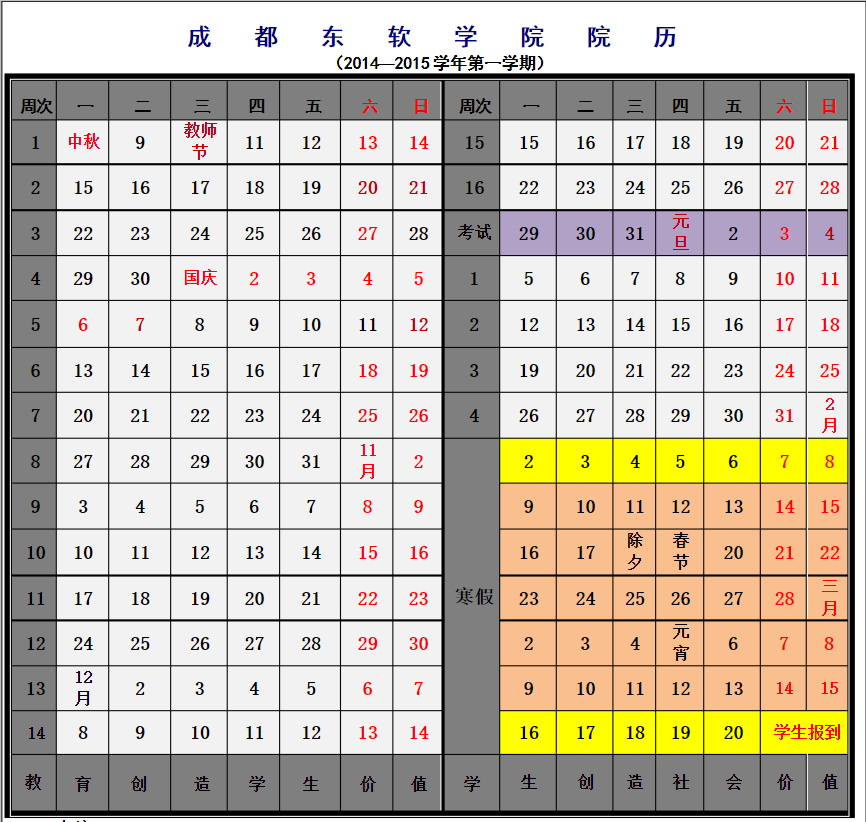 成都东软学院院历
（2014—2015学年第一学期）
周次 一 二 三 四 五 六 日 周次 一 二 三 四 五 六 日
1 中秋 9 教师节 11 12 13 14 15 15 16 17 18 19 20 21
2 15 16 17 18 19 20 21 16 22 23 24 25 26 27 28
3 22 23 24 25 26 27 28 考试 29 30 31 元旦 2 3 4
4 29 30 国庆 2 3 4 5 1 5 6 7 8 9 10 11
5 6 7 8 9 10 11 12 2 12 13 14 15 16 17 18
6 13 14 15 16 17 18 19 3 19 20 21 22 23 24 25
7 20 21 22 23 24 25 26 4 26 27 28 29 30 31 2月
8 27 28 29 30 31 11月 2 2 3 4 5 6 7 8
9 3 4 5 6 7 8 9 9 10 11 12 13 14 15
10 10 11 12 13 14 15 16 16 17 除夕 春节 20 21 22
11 17 18 19 20 21 22 23 寒假 23 24 25 26 27 28 三月
12 24 25 26 27 28 29 30 2 3 4 元宵 6 7 8
13 12月 2 3 4 5 6 7 9 10 11 12 13 14 15
14 8 9 10 11 12 13 14 16 17 18 19 20 学生报到
教 育 创 造 学 生 价 值 学 生 创 造 社 会 价 值